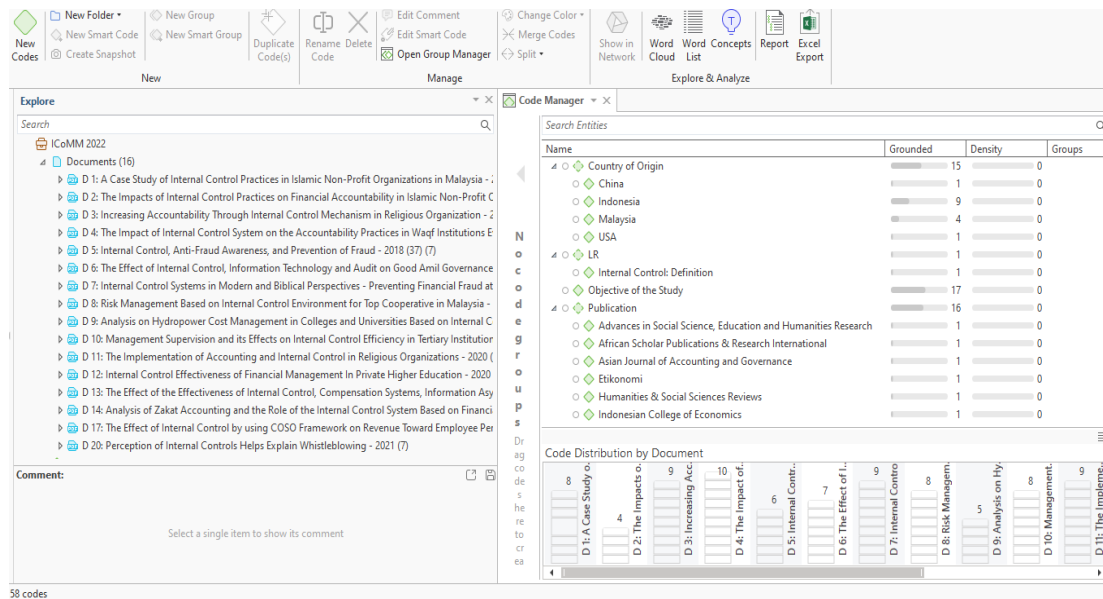 New Folder
New Group
Edit Comment
Change Color
New Codes
New Smart Code
New Smart Group
Duplicate Code(s)
Rename Code
Delete
Edit Smart Code
Merge Codes
Show in Network
Word Cloud
Word List
Concepts
Report
Excel Export
Create Snapshot
Open Group Manager
Split
New
Manage
Explore & Analyze
Explore
Search
ICoMM 2022
Documents (16)
D 1: A Case Study of Internal Control Practices in Islamic Non-Profit Organizations in Malaysia -
D 2: The Impacts of Internal Control Practices on Financial Accountability in Islamic Non-Profit
D 3: Increasing Accountability Through Internal Control Mechanism in Religious Organization -
D 4: The Impact of Internal Control System on the Accountability Practices in Waqf Institutions
D 5: Internal Control, Anti-Fraud Awareness, and Prevention of Fraud - 2018 (37) (7)
D 6: The Effect of Internal Control, Information Technology and Audit on Good Amil Governance
D 7: Internal Control Systems in Modern and Biblical Perspectives - Preventing Financial Fraud at
D 8: Risk Management Based on Internal Control Environment for Top Cooperative in Malaysia -
D 9: Analysis on Hydropower Cost Management in Colleges and Universities Based on Internal C
D 10: Management Supervision and its Effects on Internal Control Efficiency in Tertiary Institution
D 11: The Implementation of Accounting and Internal Control in Religious Organizations - 2020 (
D 12: Internal Control Effectiveness of Financial Management In Private Higher Education - 2020
D 13: The Effect of the Effectiveness of Internal Control, Compensation Systems, Information Asy
D 14: Analysis of Zakat Accounting and the Role of the Internal Control System Based on Financi
D 17: The Effect of Internal Control by using COSO Framework on Revenue Toward Employee Per
D 20: Perception of Internal Controls Helps Explain Whistleblowing - 2021 (7)
Comment:
Select a single item to show its comment
58 codes
Code Manager
No code groups
Drag codes here to crea
Search Entities
Name Grounded Density Groups
Country of Origin 15 0
China 1 0
Indonesia 9 0
Malaysia 4 0
USA 1 0
LR
Internal Control: Definition 1 0
Objective of the Study 17 0
Publication 16 0
Advances in Social Science, Education and Humanities Research 1 0
African Scholar Publications & Research International 1 0
Asian Journal of Accounting and Governance 1 0
Etikonomi 1 0
Humanities & Social Sciences Reviews 1 0
Indonesian College of Economics 1 0
Code Distribution by Document
8 D 1: A Case Study o.
4 D 2: The Impacts o.
9 D 3: Increasing Acc.
10 D 4: The Impact of.
6 D 5: Internal Contr..
7 D 6: The Effect of I..
9 D 7: Internal Contro
8 D 8: Risk Managem.
5 D 9: Analysis on Hy.
8 D 10: Management.
9 D 11: The Impleme.